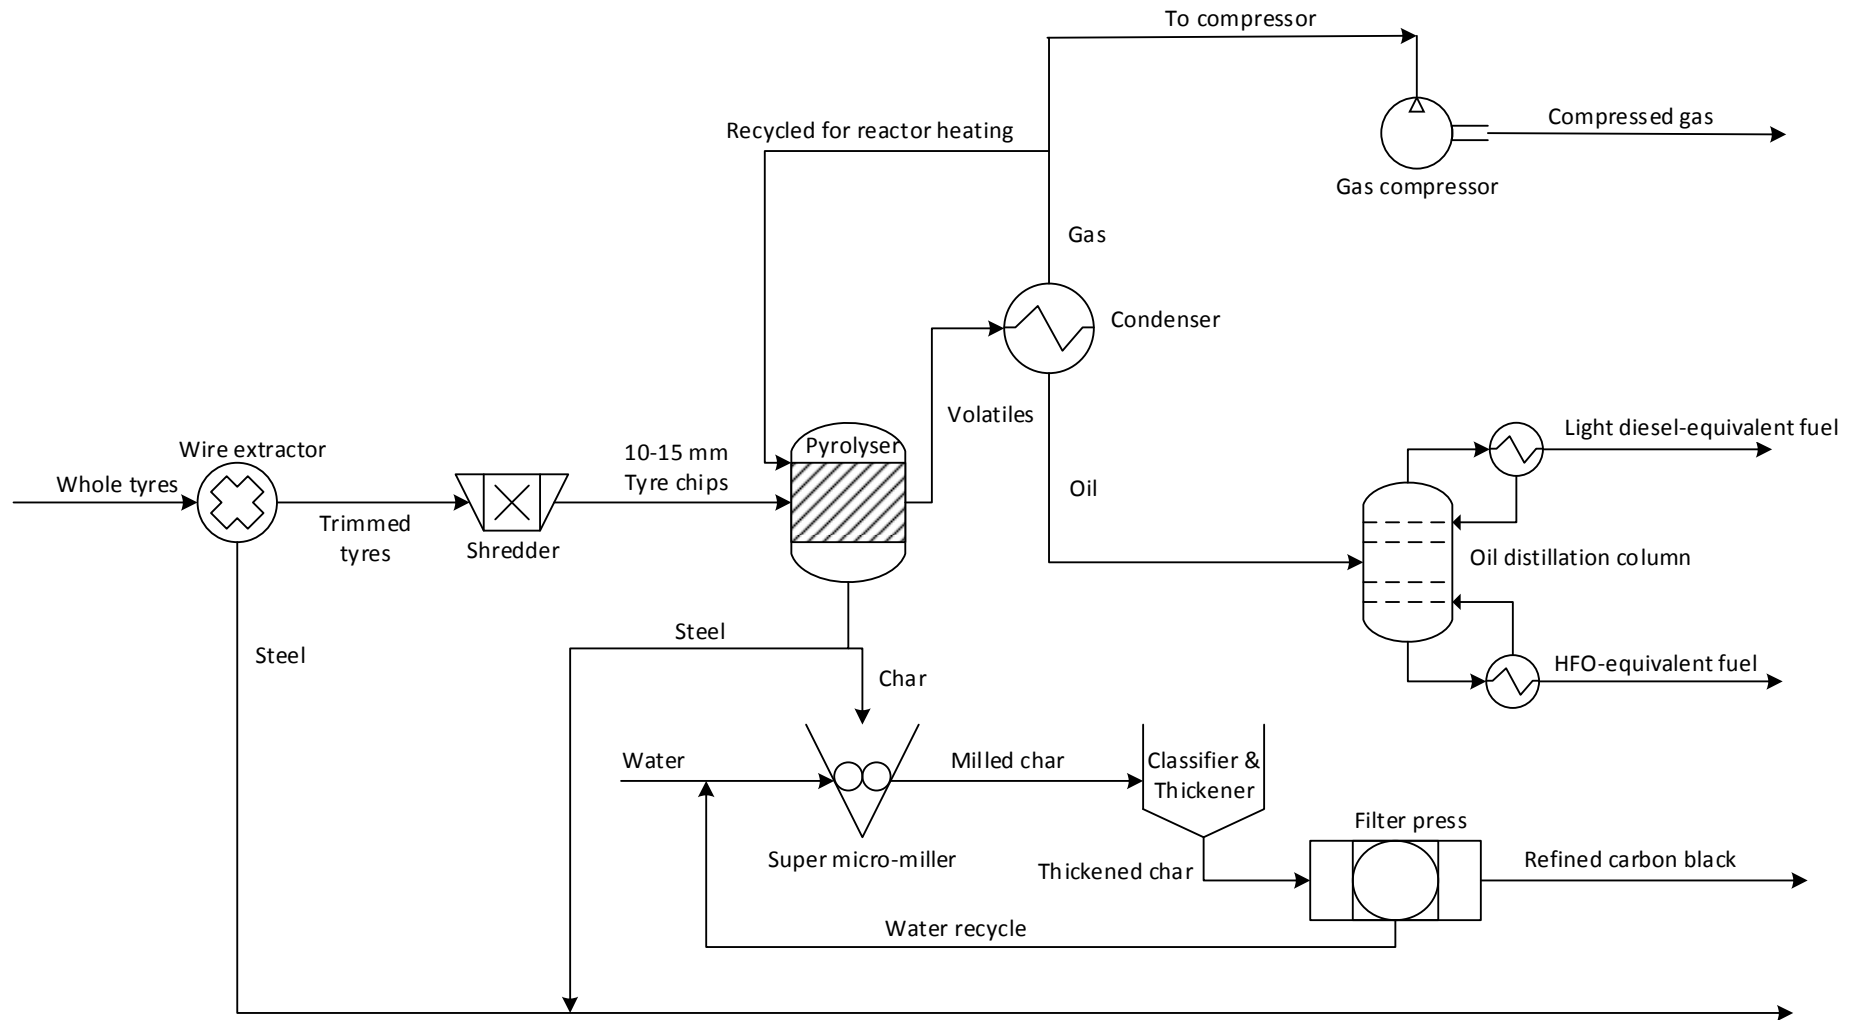 To compressor
Compressed gas
Recycled for reactor heating
Gas compressor
Gas
Condenser
Volatiles
Light diesel-equivalent fuel
Wire extractor
Pyrolyser
10-15 mm
Tyre chips
Whole tyres
Oil
Trimmed
tyres
Shredder
Oil distillation column
Steel
Steel
Char
HFO-equivalent fuel
Water
Milled char
Classifier &
Thickener
Filter press
Super micro-miller
Thickened char
Refined carbon black
Water recycle